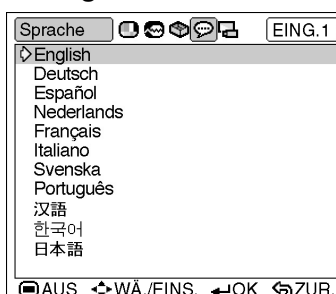 Sprache EING.1
English
Deutsch
Español
Nederlands
Français
Italiano
Svenska
Português
汉語
한국어
日本語
AUS WÄ./EINS. OK ZUR.